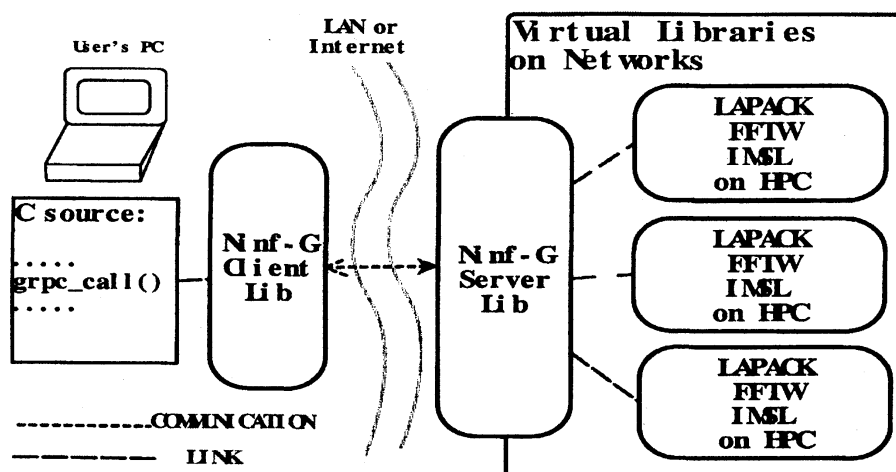 User's PC
LAN or
Internet
Virtual Libraries
on Networks
C source:
.....
grpc_call()
.....
Ninf-G
Client
Lib
Ninf-G
Server
Lib
LAPACK
FFTW
IMSL
on HPC
LAPACK
FFTW
IMSL
on HPC
LAPACK
FFTW
IMSL
on HPC
COMMUNICATION
LINK